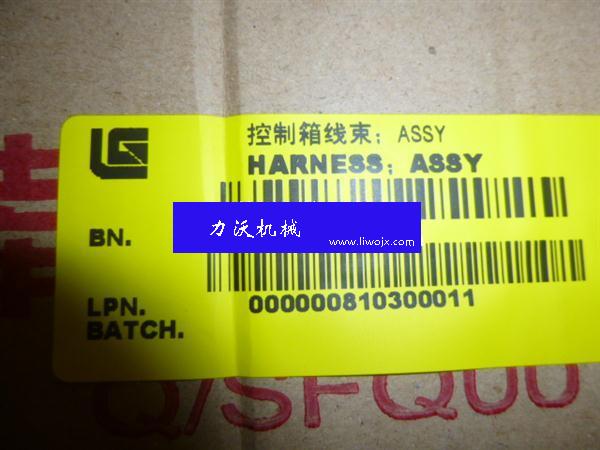 控制箱线束；ASSY
HARNESS; ASSY
BN.
力沃机械
www.liwojx.com
LPN.
000000810300011
BATCH.
Q/SFQ00